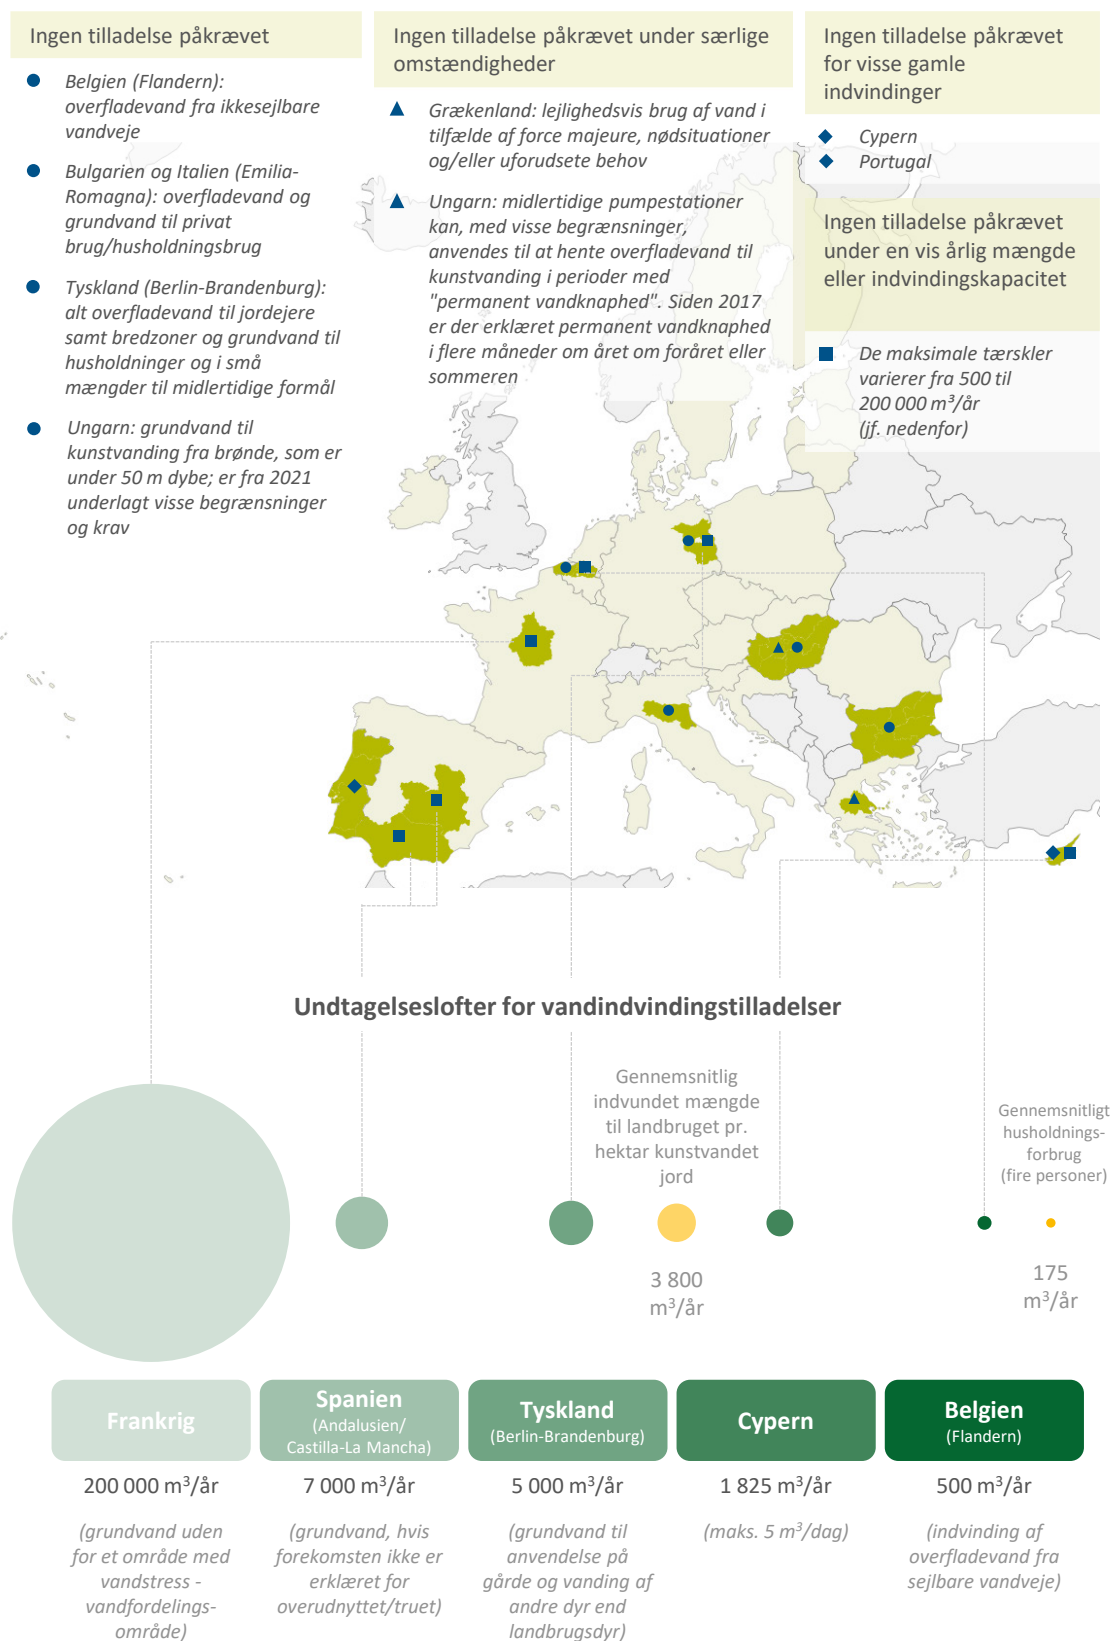 Ingen tilladelse påkrævet
Belgien (Flandern):
overfladevand fra ikkesejlbare
vandveje
Bulgarien og Italien (Emilia-
Romagna): overfladevand og
grundvand til privat
brug/husholdningsbrug
Tyskland (Berlin-Brandenburg):
alt overfladevand til jordejere
samt bredzoner og grundvand til
husholdninger og i små
mængder til midlertidige formål
Ungarn: grundvand til
kunstvanding fra brønde, som er
under 50 m dybe; er fra 2021
underlagt visse begrænsninger
og krav
Ingen tilladelse påkrævet under særlige
omstændigheder
Grækenland: lejlighedsvis brug af vand i
tilfælde af force majeure, nødsituationer
og/eller uforudsete behov
Ungarn: midlertidige pumpestationer
kan, med visse begrænsninger,
anvendes til at hente overfladevand til
kunstvanding i perioder med
"permanent vandknaphed". Siden 2017
er der erklæret permanent vandknaphed
i flere måneder om året om foråret eller
sommeren
Ingen tilladelse påkrævet
for visse gamle
indvindinger
Cypern
Portugal
Ingen tilladelse påkrævet
under en vis årlig mængde
eller indvindingskapacitet
De maksimale tærskler
varierer fra 500 til
200 000 m³/år
(jf. nedenfor)
Undtagelseslofter for vandindvindingstilladelser
Gennemsnitlig
indvundet mængde
til landbruget pr.
hektar kunstvandet
jord
3 800
m³/år
Gennemsnitligt
husholdnings-
forbrug
(fire personer)
175
m³/år
Frankrig
200 000 m³/år
(grundvand uden
for et område med
vandstress -
vandfordelings-
område)
Spanien
(Andalusien/
Castilla-La Mancha)
7 000 m³/år
(grundvand, hvis
forekomsten ikke er
erklæret for
overudnyttet/truet)
Tyskland
(Berlin-Brandenburg)
5 000 m³/år
(grundvand til
anvendelse på
gårde og vanding af
andre dyr end
landbrugsdyr)
Cypern
1 825 m³/år
(maks. 5 m³/dag)
Belgien
(Flandern)
500 m³/år
(indvinding af
overfladevand fra
sejlbare vandveje)